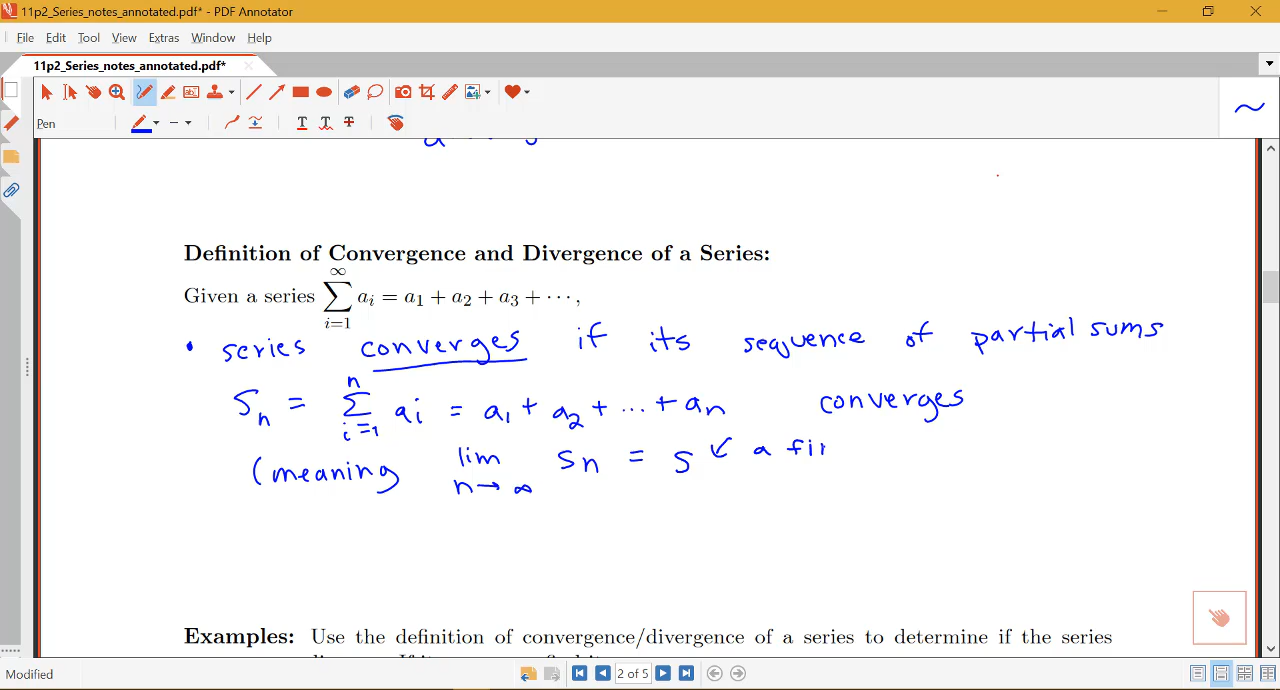 11p2_Series_notes_annotated.pdf* - PDF Annotator
File Edit Tool View Extras Window Help
11p2_Series_notes_annotated.pdf*
Pen
Definition of Convergence and Divergence of a Series:
Given a series ∑_{i=1}^{∞} a_i = a_1 + a_2 + a_3 + ⋯,
• series converges if its sequence of partial sums
S_n = ∑_{i=1}^{n} a_i = a_1 + a_2 + ... + a_n converges
(meaning lim_{n→∞} S_n = S ↙ a fi
Examples: Use the definition of convergence/divergence of a series to determine if the series
Modified 2 of 5